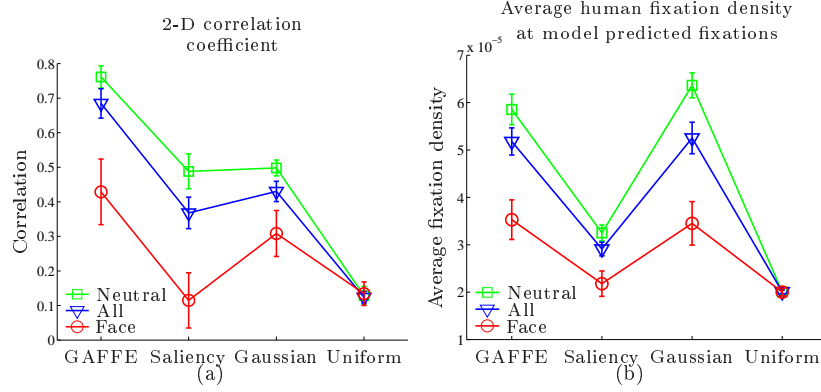 2-D correlation
coefficient
Correlation
0.8
0.7
0.6
0.5
0.4
0.3
0.2
0.1
0
Neutral
All
Face
GAFFE Saliency Gaussian Uniform
(a)
Average human fixation density
at model predicted fixations
Average fixation density
x 10^-5
7
6
5
4
3
2
1
Neutral
All
Face
GAFFE Saliency Gaussian Uniform
(b)